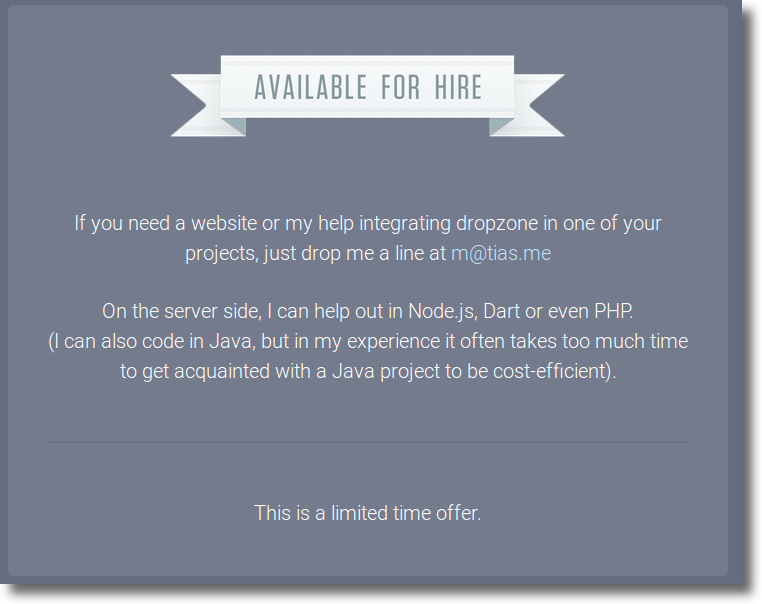 AVAILABLE FOR HIRE
If you need a website or my help integrating dropzone in one of your
projects, just drop me a line at m@tias.me
On the server side, I can help out in Node.js, Dart or even PHP.
(I can also code in Java, but in my experience it often takes too much time
to get acquainted with a Java project to be cost-efficient).
This is a limited time offer.